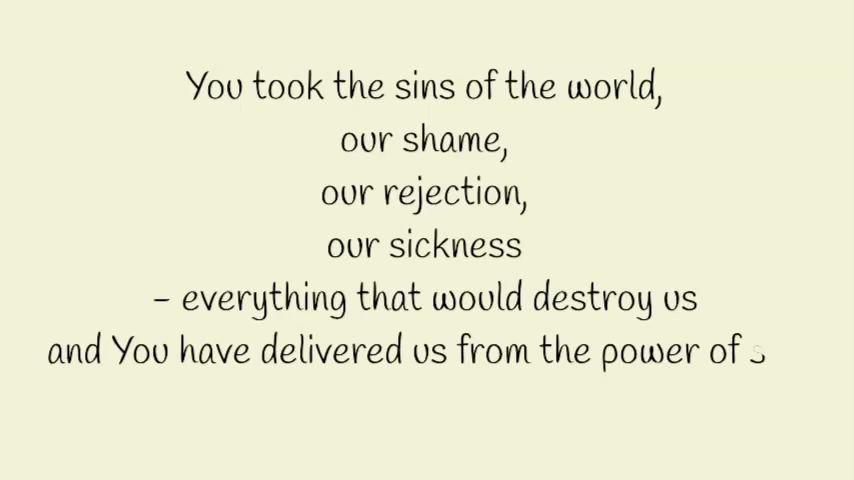 You took the sins of the world,
our shame,
our rejection,
our sickness
- everything that would destroy us
and You have delivered us from the power of s